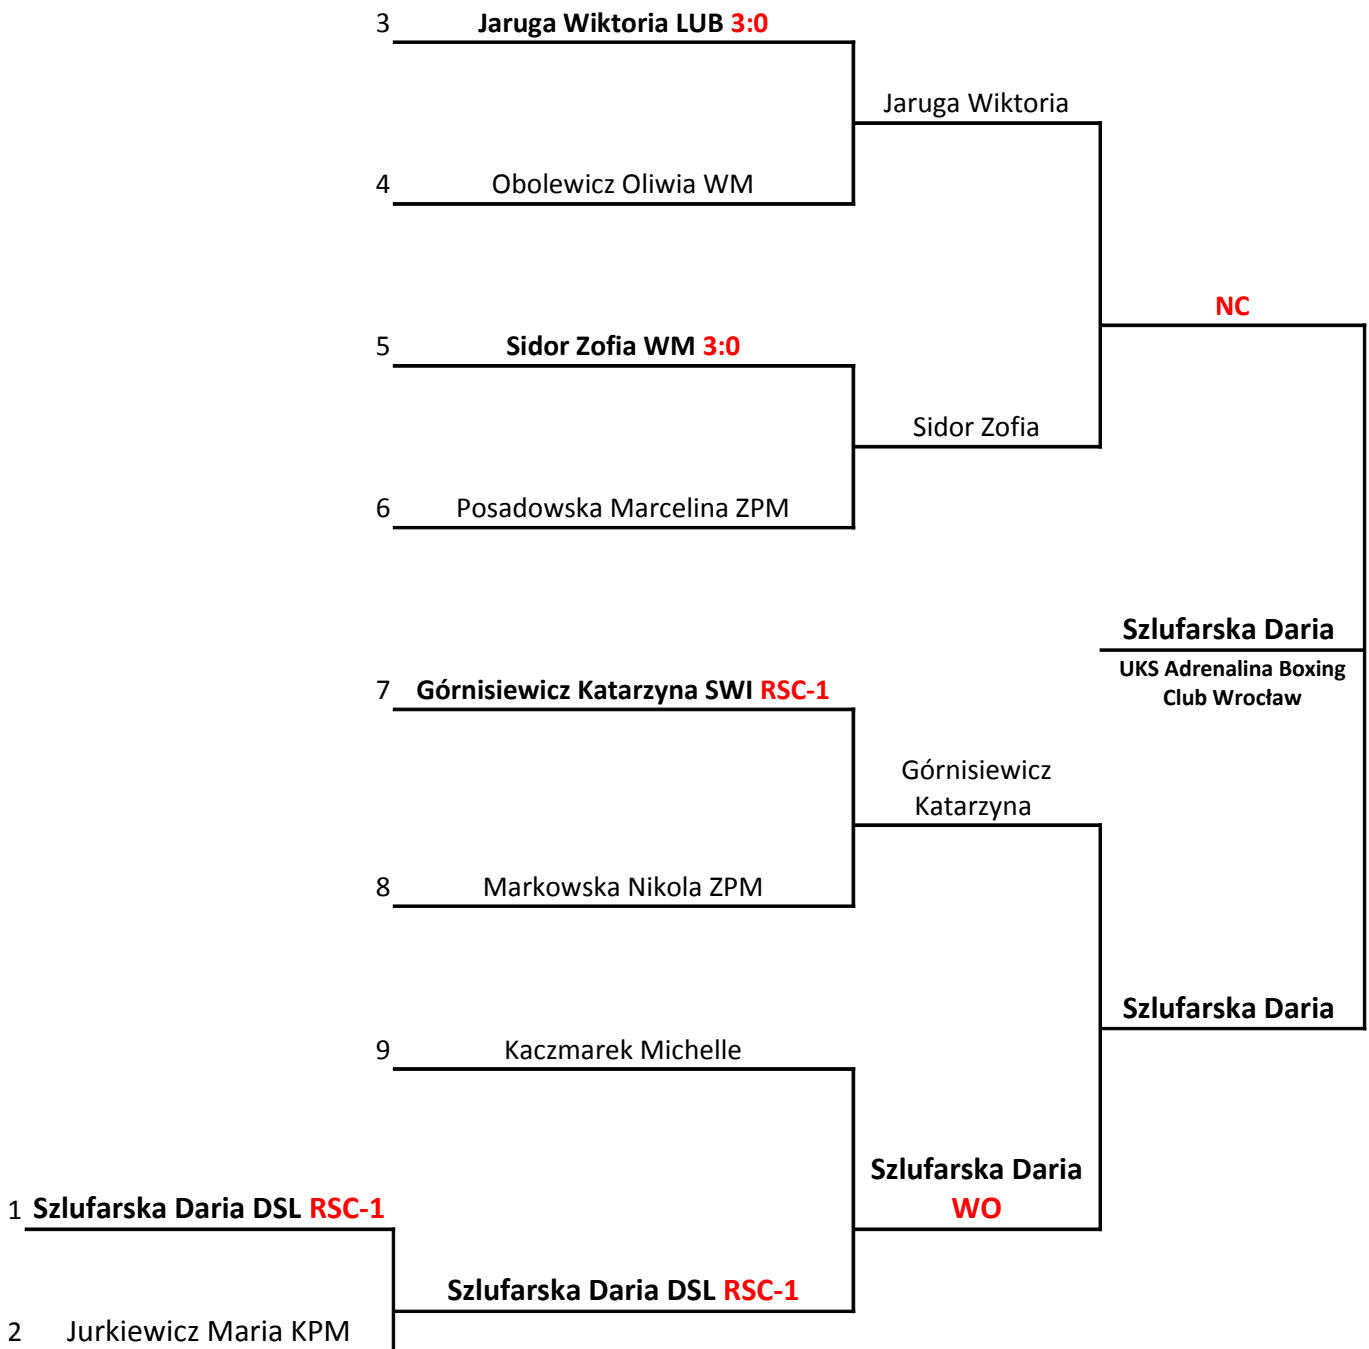 3 Jaruga Wiktoria LUB 3:0
Jaruga Wiktoria
4 Obolewicz Oliwia WM
NC
5 Sidor Zofia WM 3:0
Sidor Zofia
6 Posadowska Marcelina ZPM
Szlufarska Daria
UKS Adrenalina Boxing
Club Wrocław
7 Górnisiewicz Katarzyna SWI RSC-1
Górnisiewicz
Katarzyna
8 Markowska Nikola ZPM
Szlufarska Daria
9 Kaczmarek Michelle
Szlufarska Daria
WO
1 Szlufarska Daria DSL RSC-1
Szlufarska Daria DSL RSC-1
2 Jurkiewicz Maria KPM